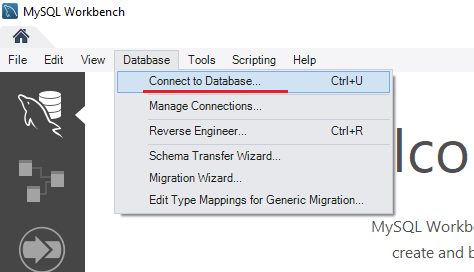 MySQL Workbench
File Edit View Database Tools Scripting Help
Connect to Database... Ctrl+U
Manage Connections...
Reverse Engineer... Ctrl+R
Schema Transfer Wizard...
Migration Wizard...
Edit Type Mappings for Generic Migration...
lco
MySQL Workb
create and b